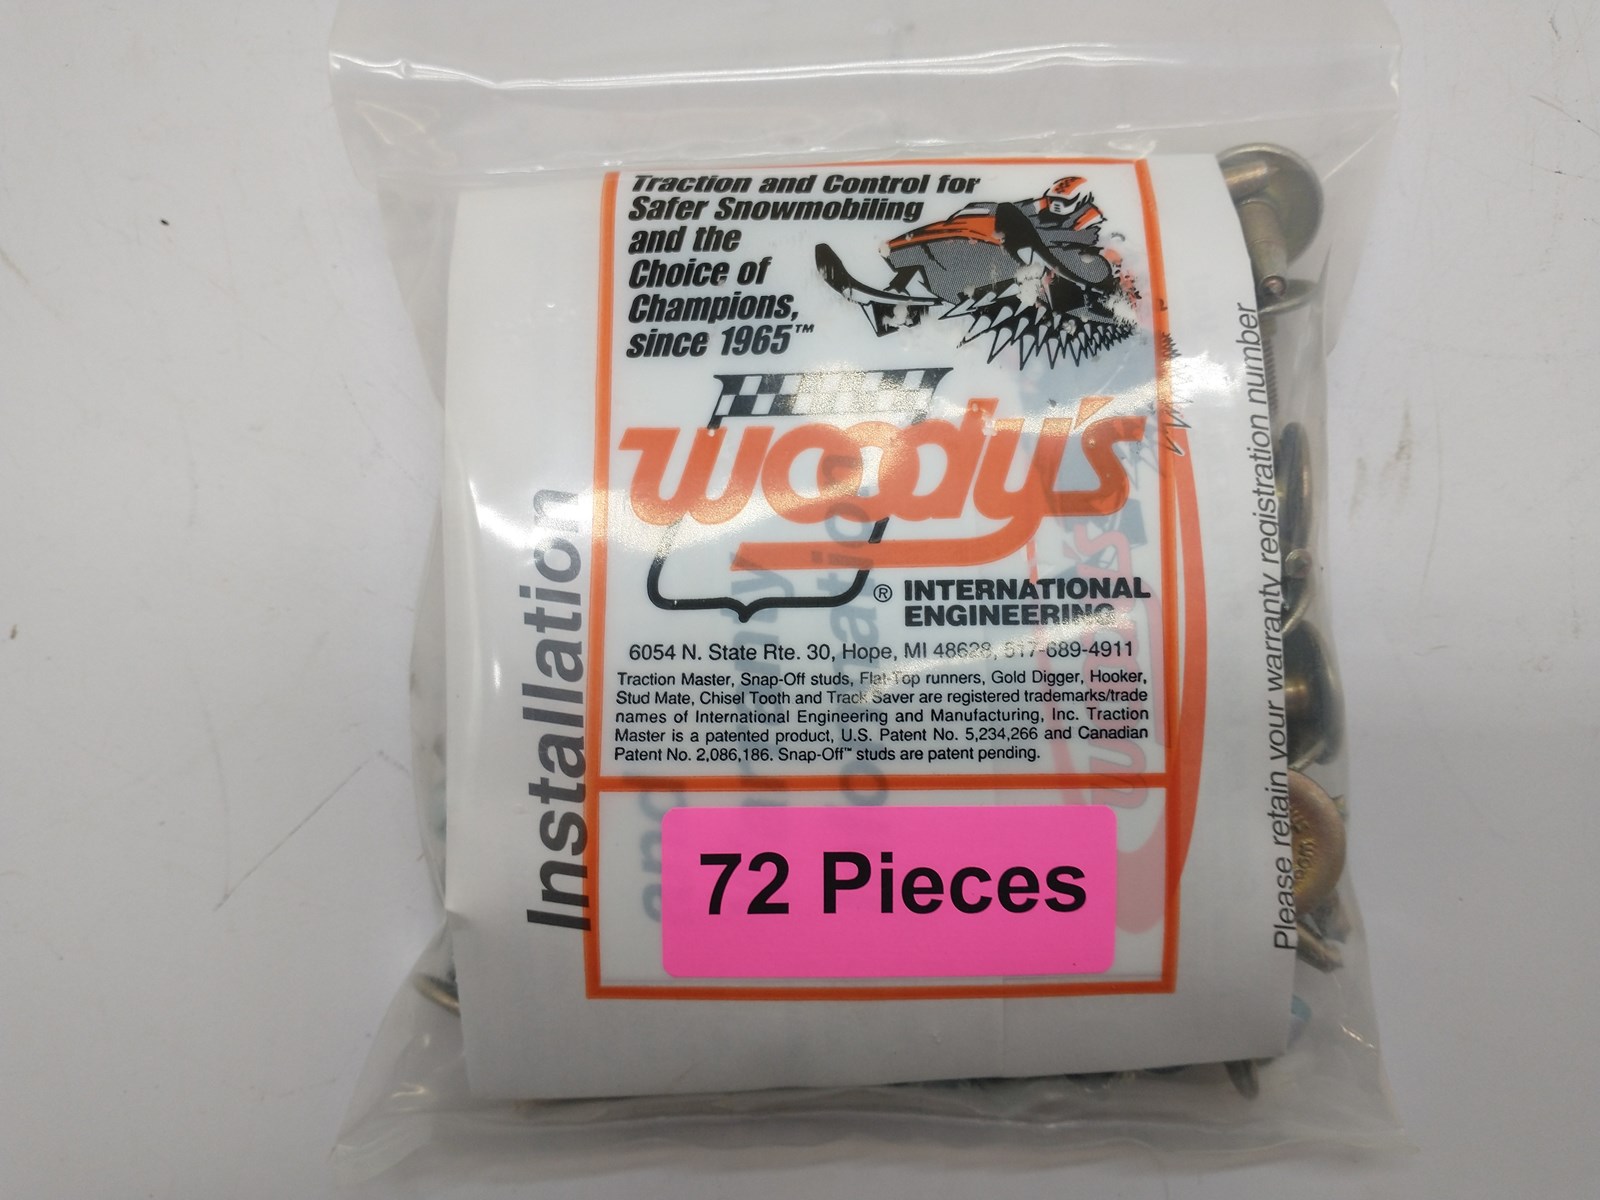 Traction and Control for
Safer Snowmobiling
and the
Choice of
Champions,
since 1965™
woody's
®
INTERNATIONAL
ENGINEERING
6054 N. State Rte. 30, Hope, MI 48628, 517-689-4911
Traction Master, Snap-Off studs, Flat-Top runners, Gold Digger, Hooker,
Stud Mate, Chisel Tooth and Track Saver are registered trademarks/trade
names of International Engineering and Manufacturing, Inc. Traction
Master is a patented product, U.S. Patent No. 5,234,266 and Canadian
Patent No. 2,086,186. Snap-Off™ studs are patent pending.
72 Pieces
Installation
and
Warranty
Information
woody's
Please retain your warranty registration number